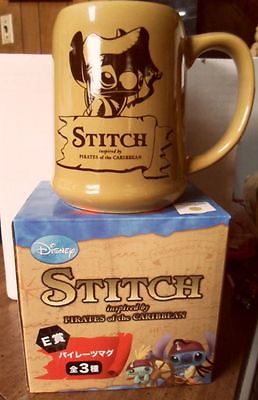 STITCH
inspired by
PIRATES of the CARIBBEAN
Disney
STITCH
inspired by
PIRATES of the CARIBBEAN
E賞
パイレーツマグ
全3種